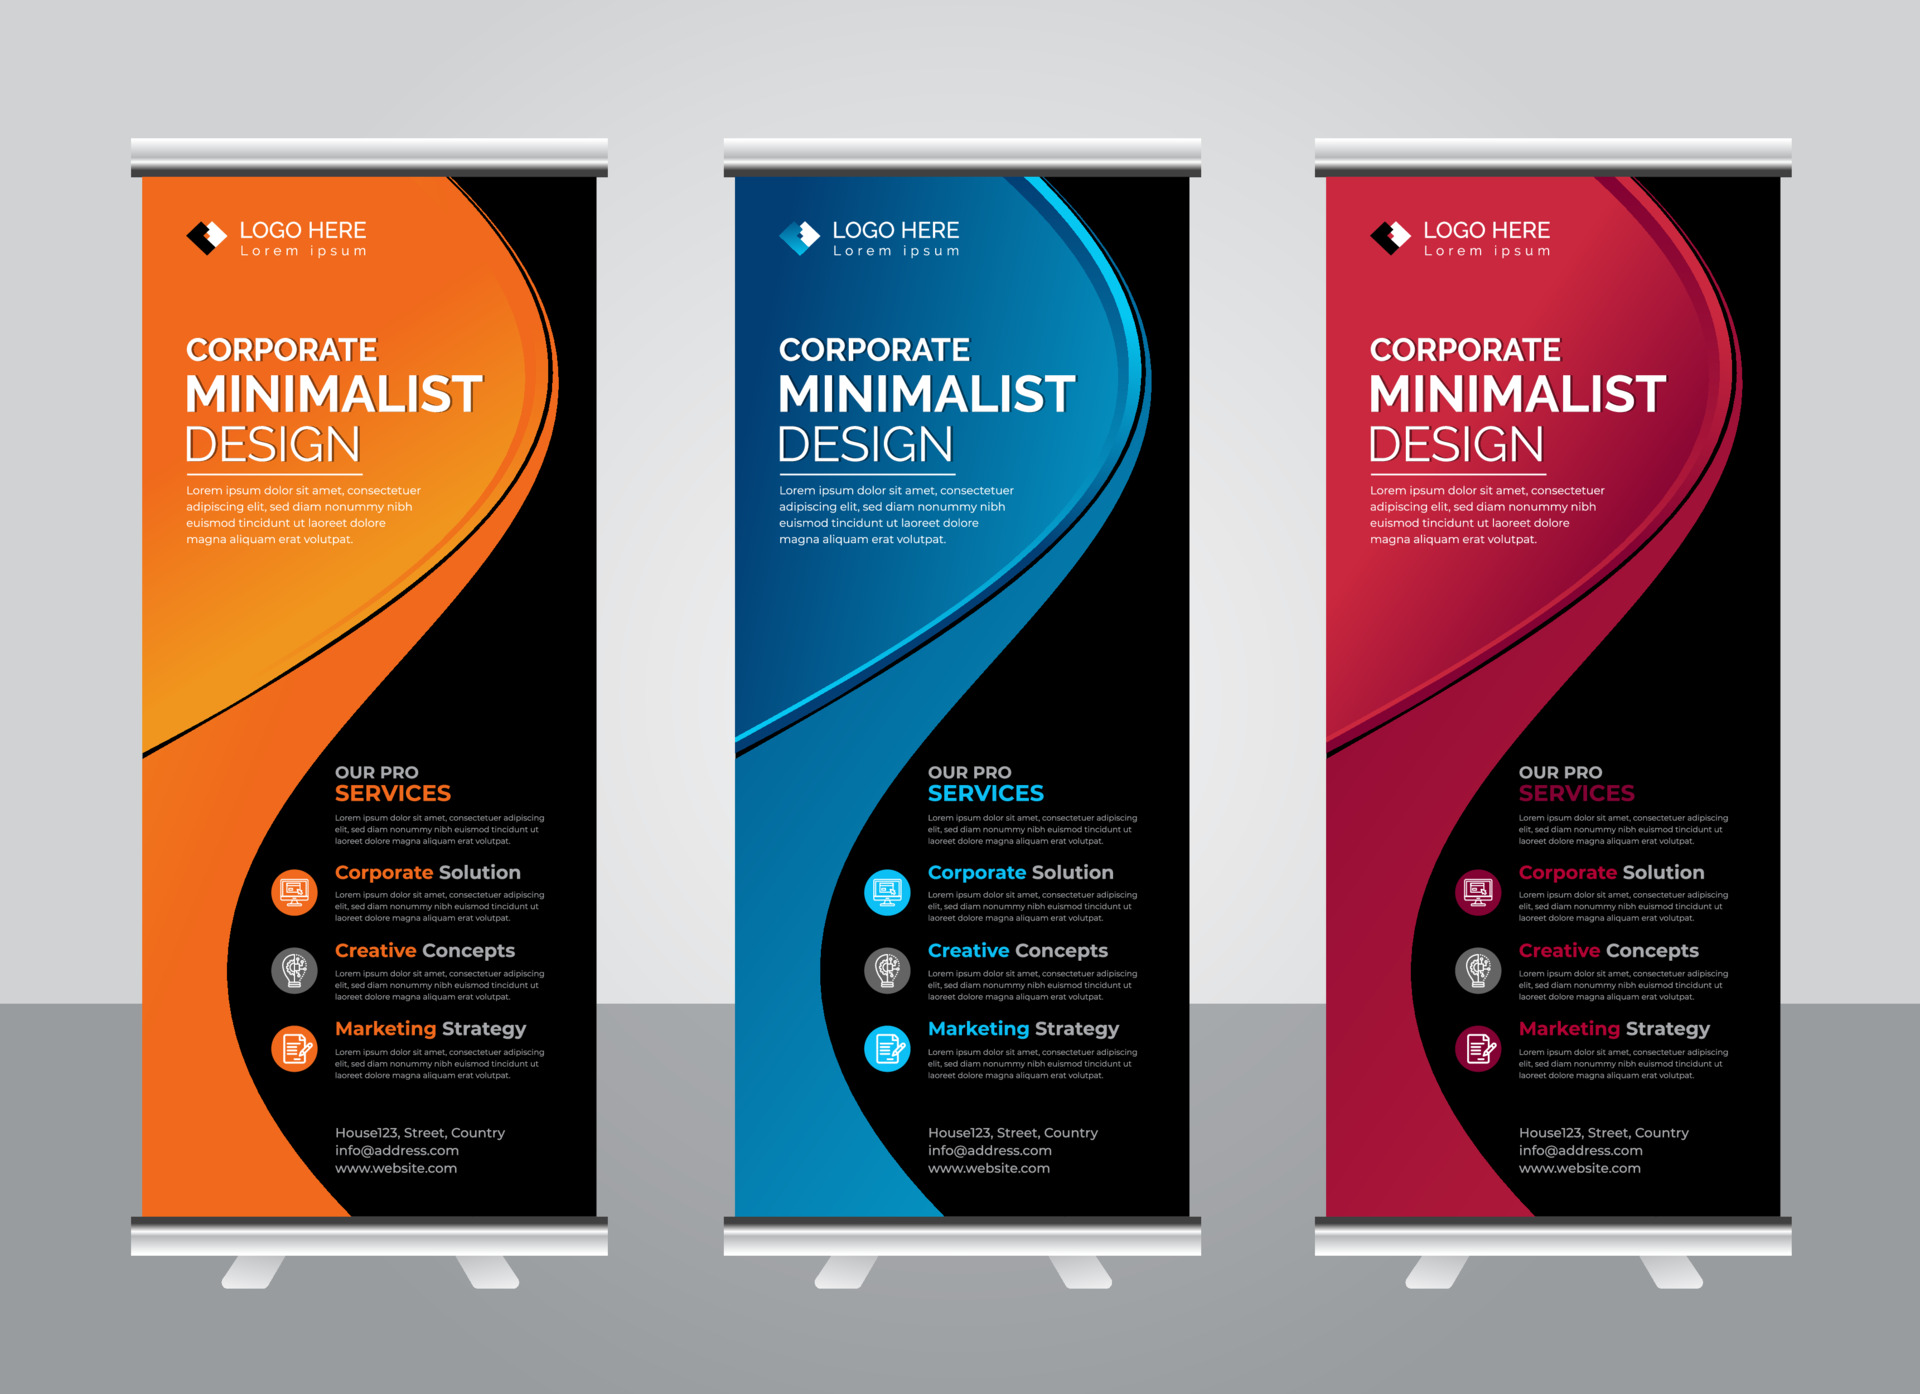 LOGO HERE
Lorem ipsum
CORPORATE
MINIMALIST
DESIGN
Lorem ipsum dolor sit amet, consectetuer
adipiscing elit, sed diam nonummy nibh
euismod tincidunt ut laoreet dolore
magna aliquam erat volutpat.
OUR PRO
SERVICES
Lorem ipsum dolor sit amet, consectetuer adipiscing
elit, sed diam nonummy nibh euismod tincidunt ut
laoreet dolore magna aliquam erat volutpat.
Corporate Solution
Lorem ipsum dolor sit amet, consectetuer adipiscing
elit, sed diam nonummy nibh euismod tincidunt ut
laoreet dolore magna aliquam erat volutpat.
Creative Concepts
Lorem ipsum dolor sit amet, consectetuer adipiscing
elit, sed diam nonummy nibh euismod tincidunt ut
laoreet dolore magna aliquam erat volutpat.
Marketing Strategy
Lorem ipsum dolor sit amet, consectetuer adipiscing
elit, sed diam nonummy nibh euismod tincidunt ut
laoreet dolore magna aliquam erat volutpat.
House123, Street, Country
info@address.com
www.website.com
LOGO HERE
Lorem ipsum
CORPORATE
MINIMALIST
DESIGN
Lorem ipsum dolor sit amet, consectetuer
adipiscing elit, sed diam nonummy nibh
euismod tincidunt ut laoreet dolore
magna aliquam erat volutpat.
OUR PRO
SERVICES
Lorem ipsum dolor sit amet, consectetuer adipiscing
elit, sed diam nonummy nibh euismod tincidunt ut
laoreet dolore magna aliquam erat volutpat.
Corporate Solution
Lorem ipsum dolor sit amet, consectetuer adipiscing
elit, sed diam nonummy nibh euismod tincidunt ut
laoreet dolore magna aliquam erat volutpat.
Creative Concepts
Lorem ipsum dolor sit amet, consectetuer adipiscing
elit, sed diam nonummy nibh euismod tincidunt ut
laoreet dolore magna aliquam erat volutpat.
Marketing Strategy
Lorem ipsum dolor sit amet, consectetuer adipiscing
elit, sed diam nonummy nibh euismod tincidunt ut
laoreet dolore magna aliquam erat volutpat.
House123, Street, Country
info@address.com
www.website.com
LOGO HERE
Lorem ipsum
CORPORATE
MINIMALIST
DESIGN
Lorem ipsum dolor sit amet, consectetuer
adipiscing elit, sed diam nonummy nibh
euismod tincidunt ut laoreet dolore
magna aliquam erat volutpat.
OUR PRO
SERVICES
Lorem ipsum dolor sit amet, consectetuer adipiscing
elit, sed diam nonummy nibh euismod tincidunt ut
laoreet dolore magna aliquam erat volutpat.
Corporate Solution
Lorem ipsum dolor sit amet, consectetuer adipiscing
elit, sed diam nonummy nibh euismod tincidunt ut
laoreet dolore magna aliquam erat volutpat.
Creative Concepts
Lorem ipsum dolor sit amet, consectetuer adipiscing
elit, sed diam nonummy nibh euismod tincidunt ut
laoreet dolore magna aliquam erat volutpat.
Marketing Strategy
Lorem ipsum dolor sit amet, consectetuer adipiscing
elit, sed diam nonummy nibh euismod tincidunt ut
laoreet dolore magna aliquam erat volutpat.
House123, Street, Country
info@address.com
www.website.com